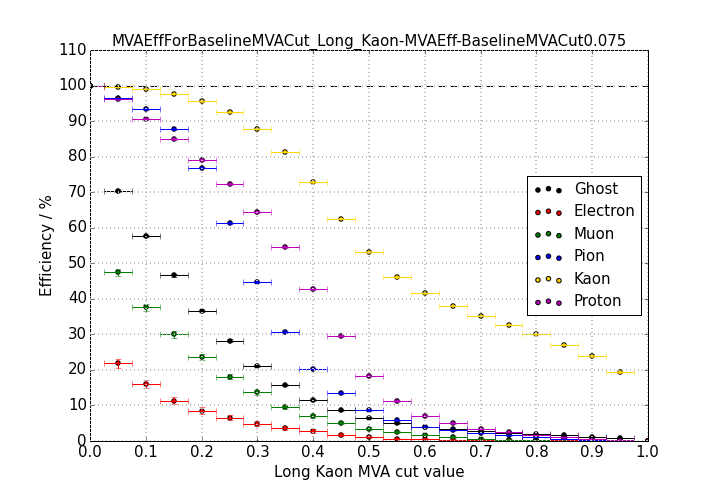 MVAEffForBaselineMVACut_Long_Kaon-MVAEff-BaselineMVACut0.075
110
100
90
80
70
60
50
40
30
20
10
0
Efficiency / %
Ghost
Electron
Muon
Pion
Kaon
Proton
0.0 0.1 0.2 0.3 0.4 0.5 0.6 0.7 0.8 0.9 1.0
Long Kaon MVA cut value